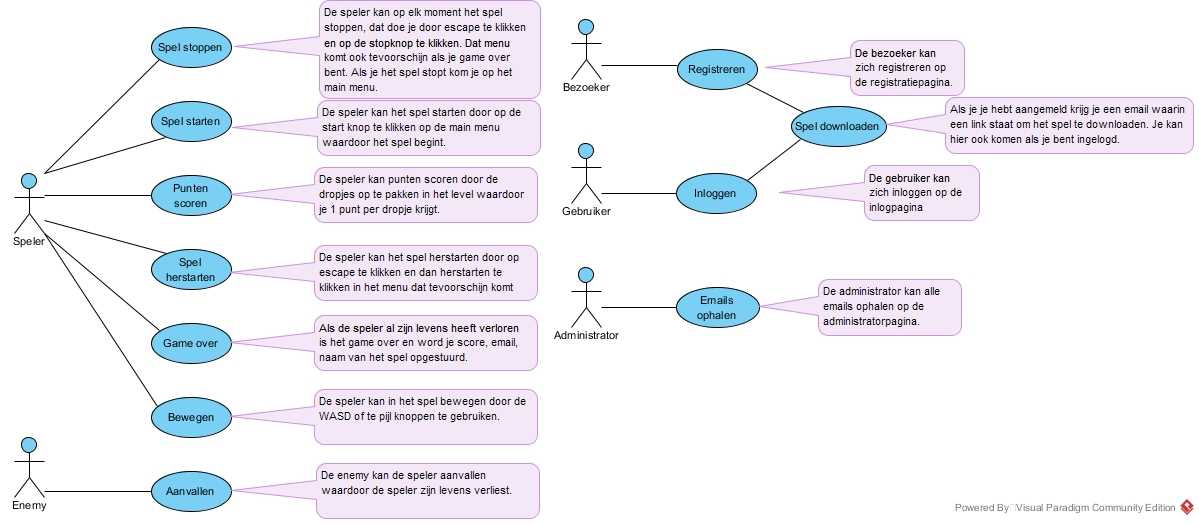 De speler kan op elk moment het spel
stoppen, dat doe je door escape te klikken
en op de stopknop te klikken. Dat menu
komt ook tevoorschijn als je game over
bent. Als je het spel stopt kom je op het
main menu.
Spel stoppen
De speler kan het spel starten door op de
start knop te klikken op de main menu
waardoor het spel begint.
Spel starten
De speler kan punten scoren door de
dropjes op te pakken in het level waardoor
je 1 punt per dropje krijgt.
Punten
scoren
Speler
De speler kan het spel herstarten door op
escape te klikken en dan herstarten te
klikken in het menu dat tevoorschijn komt
Spel
herstarten
Als de speler al zijn levens heeft verloren
is het game over en word je score, email,
naam van het spel opgestuurd.
Game over
De speler kan in het spel bewegen door de
WASD of te pijl knoppen te gebruiken.
Bewegen
De enemy kan de speler aanvallen
waardoor de speler zijn levens verliest.
Aanvallen
Enemy
Bezoeker
Registreren
De bezoeker kan
zich registreren op
de registratiepagina.
Spel downloaden
Als je je hebt aangemeld krijg je een email waarin
een link staat om het spel te downloaden. Je kan
hier ook komen als je bent ingelogd.
Gebruiker
Inloggen
De gebruiker kan
zich inloggen op de
inlogpagina
Administrator
Emails
ophalen
De administrator kan alle
emails ophalen op de
administratorpagina.
Powered By Visual Paradigm Community Edition